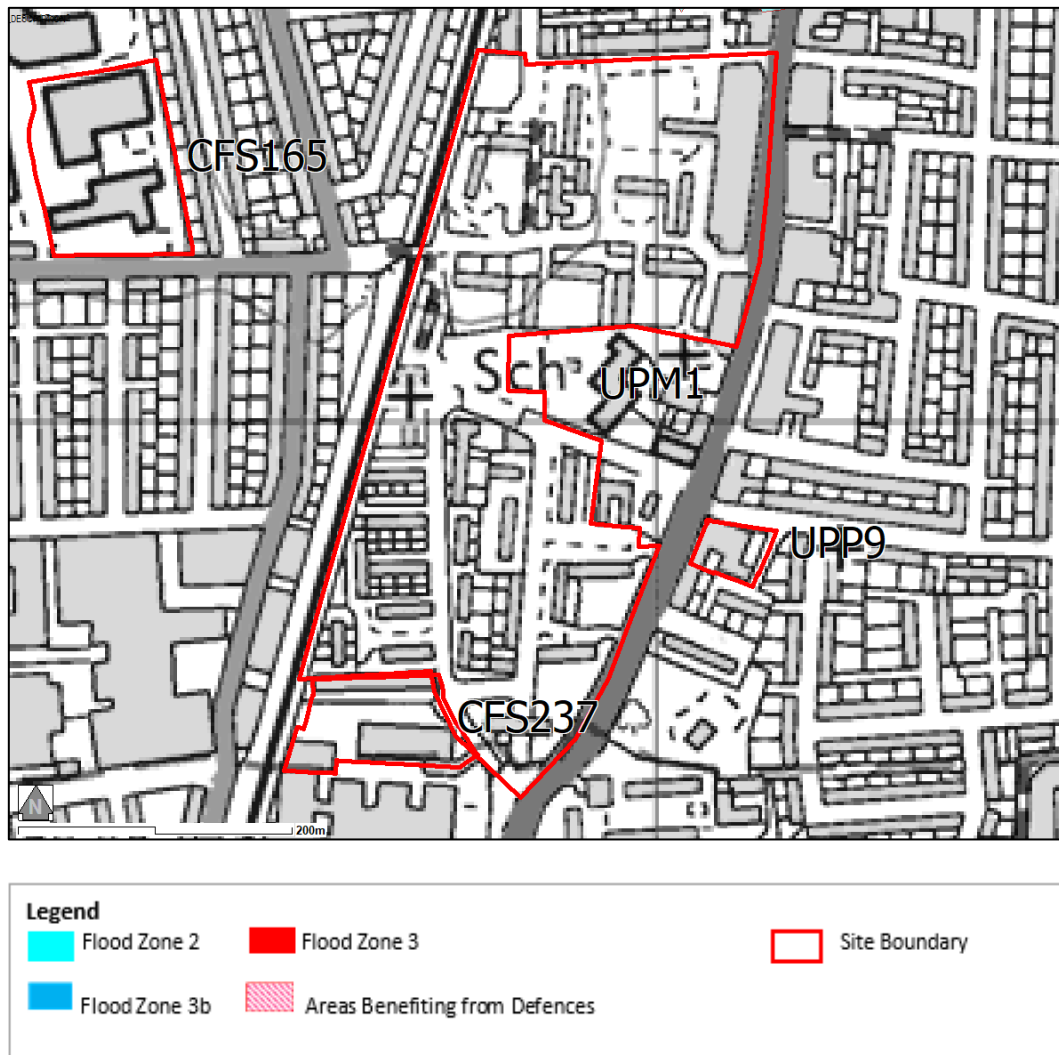 CFS165
Schˢ
UPM1
UPP9
CFS237
N
200m
Legend
Flood Zone 2
Flood Zone 3
Site Boundary
Flood Zone 3b
Areas Benefiting from Defences